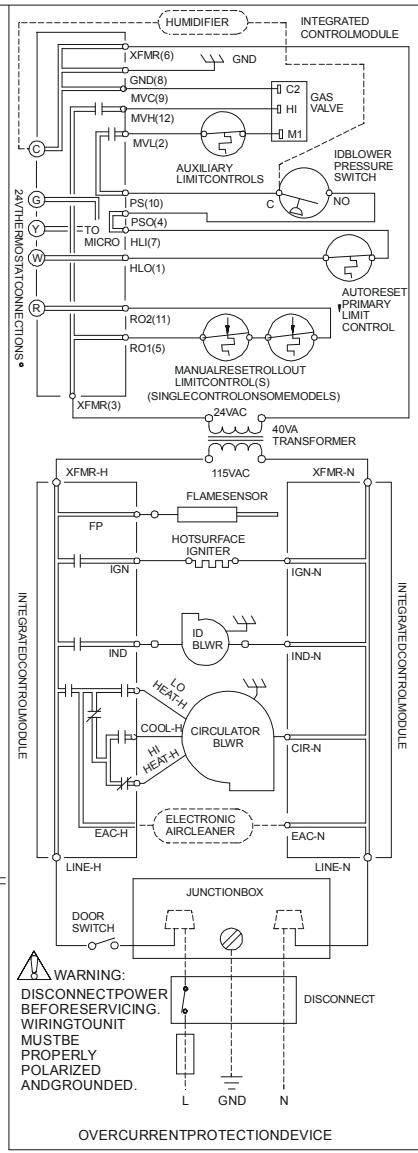 HUMIDIFIER
INTEGRATED
CONTROLMODULE
XFMR(6)
GND
GND(8)
MVC(9)
C2
GAS
VALVE
MVH(12)
HI
MVL(2)
M1
C
AUXILIARY
LIMITCONTROLS
IDBLOWER
PRESSURE
SWITCH
G
PS(10)
C
NO
PSO(4)
Y
TO
MICRO
HLI(7)
W
HLO(1)
24VTHERMOSTATCONNECTIONS
AUTORESET
PRIMARY
LIMIT
CONTROL
R
RO2(11)
RO1(5)
MANUALRESETROLLOUT
LIMITCONTROL(S)
(SINGLECONTROLONSOMEMODELS)
XFMR(3)
24VAC
40VA
TRANSFORMER
115VAC
XFMR-H
XFMR-N
FLAMESENSOR
FP
HOTSURFACE
IGNITER
IGN
IGN-N
INTEGRATEDCONTROLMODULE
INTEGRATEDCONTROLMODULE
ID
BLWR
IND
IND-N
LO
HEAT-H
COOL-H
CIRCULATOR
BLWR
CIR-N
HI
HEAT-H
ELECTRONIC
AIRCLEANER
EAC-H
EAC-N
LINE-H
LINE-N
JUNCTIONBOX
DOOR
SWITCH
WARNING:
DISCONNECTPOWER
BEFORESERVICING.
WIRINGTOUNIT
MUSTBE
PROPERLY
POLARIZED
ANDGROUNDED.
DISCONNECT
L
GND
N
OVERCURRENTPROTECTIONDEVICE